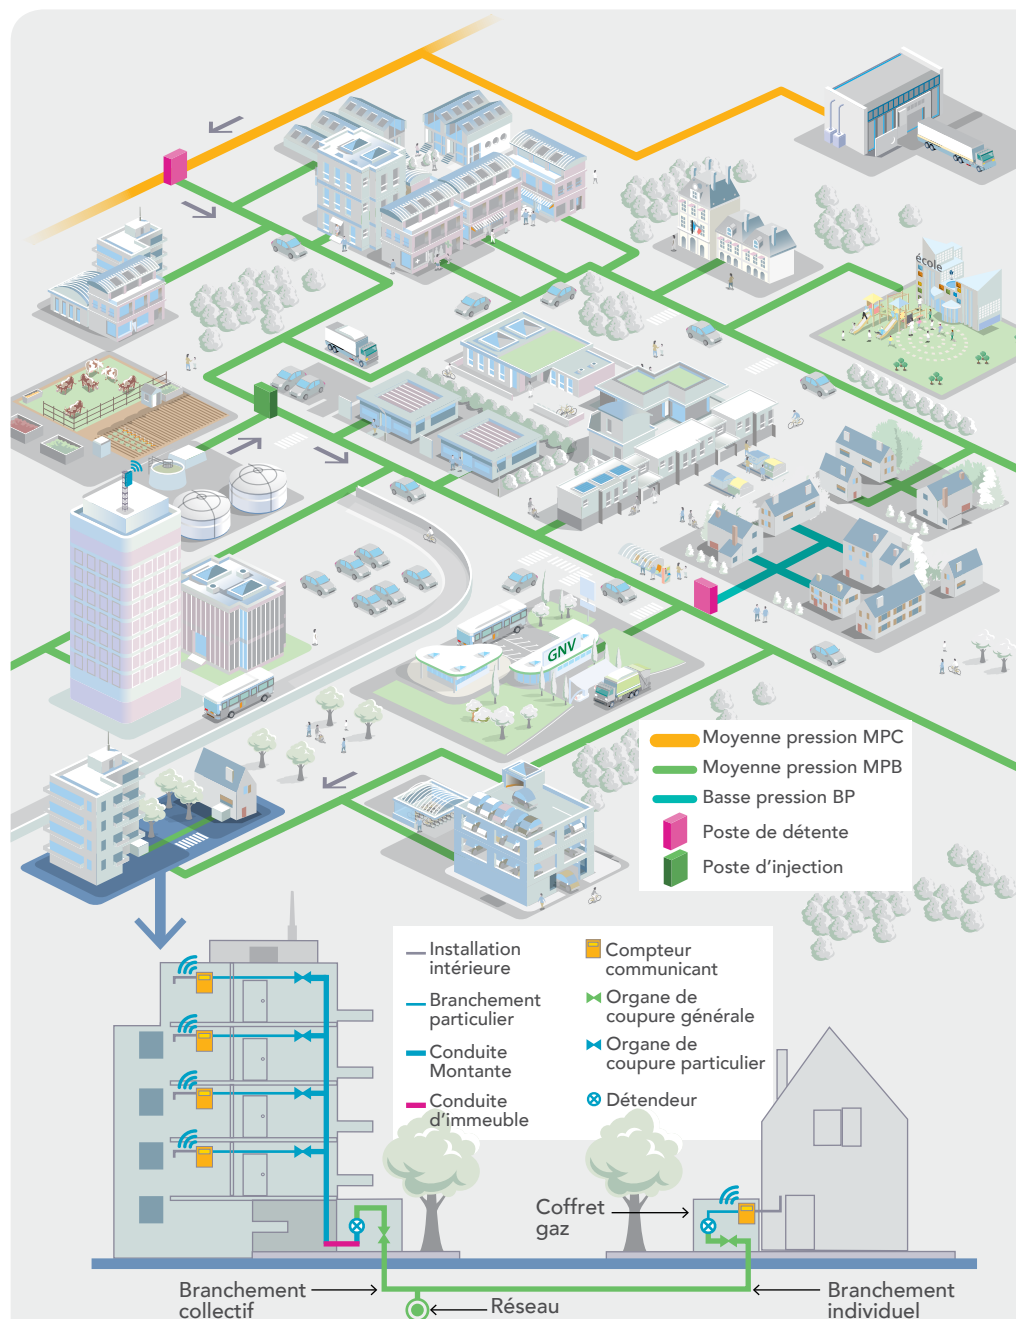 école
GNV
Moyenne pression MPC
Moyenne pression MPB
Basse pression BP
Poste de détente
Poste d'injection
Installation
intérieure
Branchement
particulier
Conduite
Montante
Conduite
d'immeuble
Compteur
communicant
Organe de
coupure générale
Organe de
coupure particulier
Détendeur
Coffret
gaz
Branchement
collectif
Réseau
Branchement
individuel